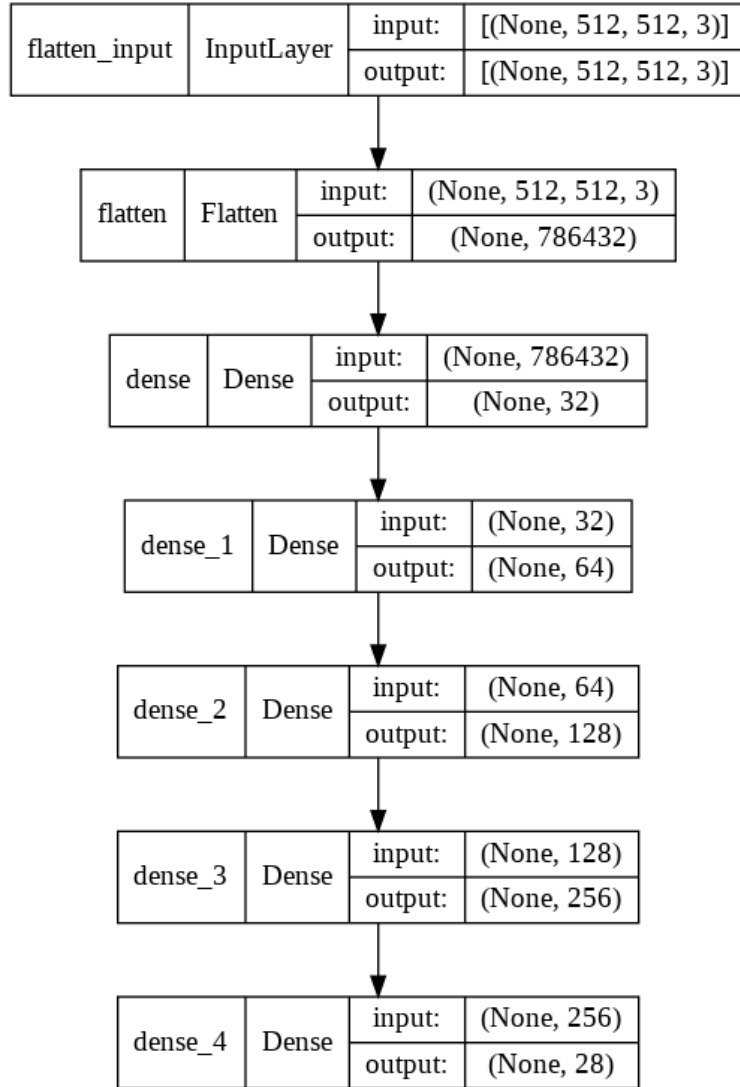 flatten_input InputLayer input: [(None, 512, 512, 3)]
output: [(None, 512, 512, 3)]
flatten Flatten input: (None, 512, 512, 3)
output: (None, 786432)
dense Dense input: (None, 786432)
output: (None, 32)
dense_1 Dense input: (None, 32)
output: (None, 64)
dense_2 Dense input: (None, 64)
output: (None, 128)
dense_3 Dense input: (None, 128)
output: (None, 256)
dense_4 Dense input: (None, 256)
output: (None, 28)